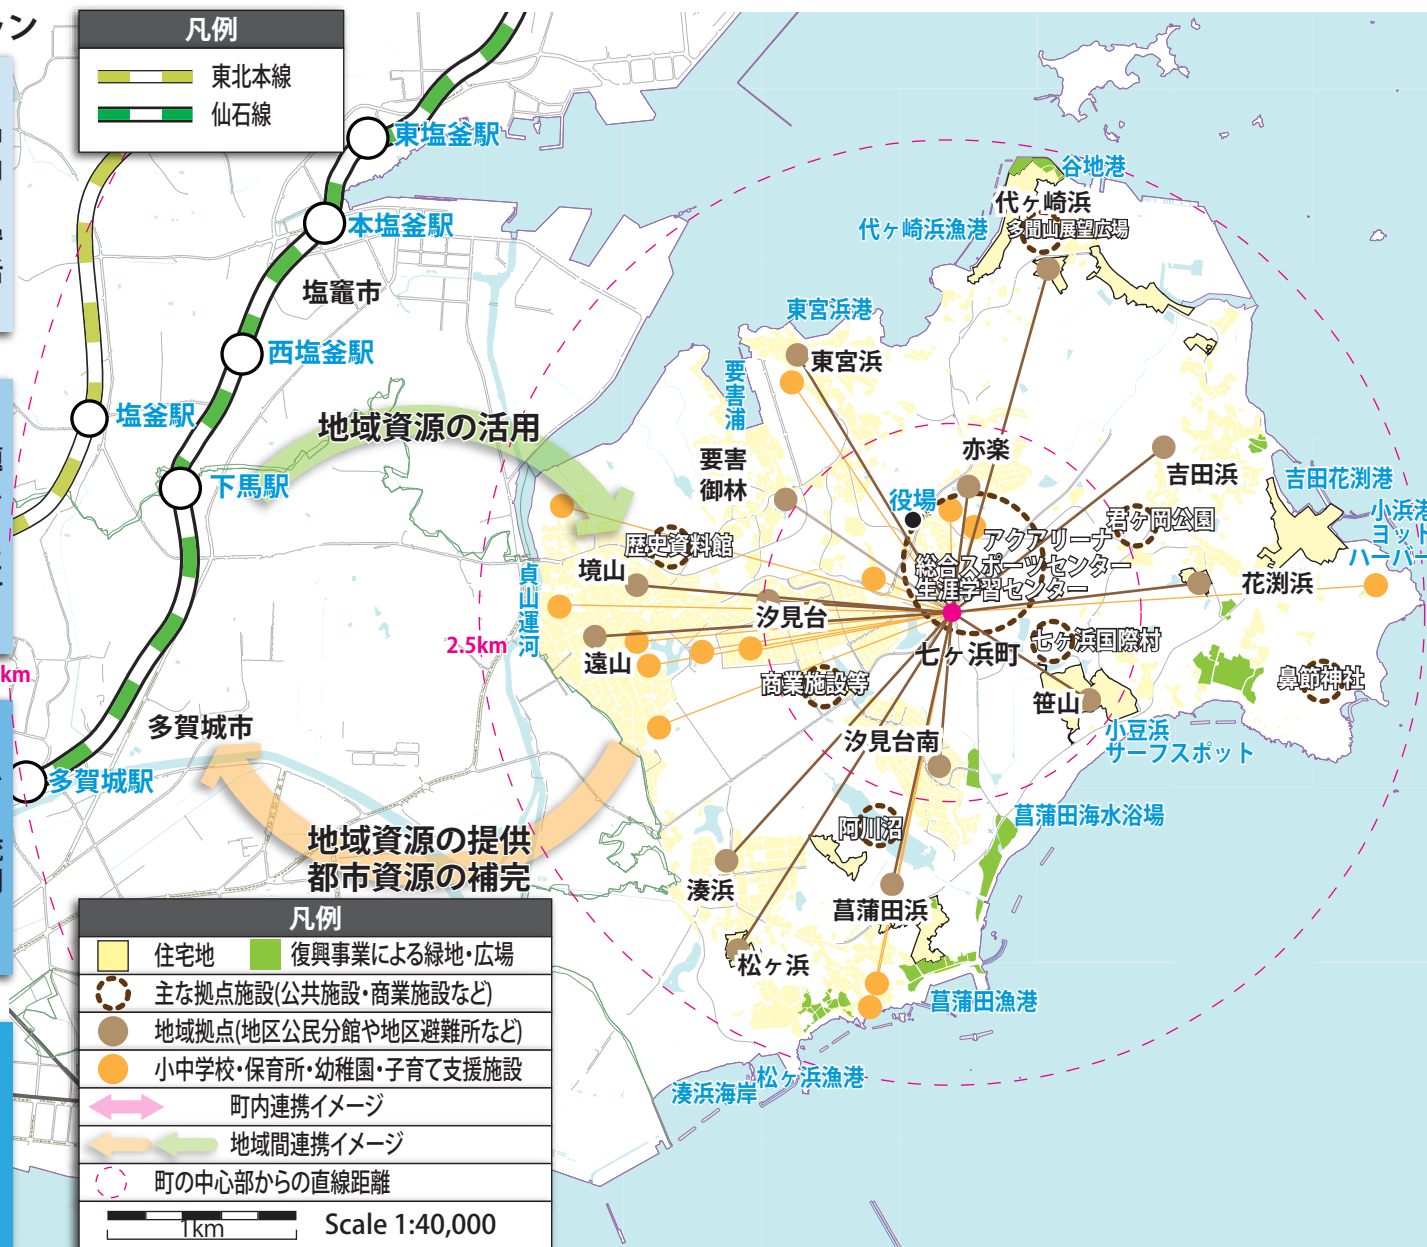 ン
凡例
東北本線
仙石線
東塩釜駅
本塩釜駅
塩竈市
西塩釜駅
塩釜駅
下馬駅
多賀城市
多賀城駅
地域資源の活用
地域資源の提供
都市資源の補完
貞山運河
2.5km
km
谷地港
代ヶ崎浜
多聞山展望広場
代ヶ崎浜漁港
東宮浜港
東宮浜
要害浦
要害
御林
亦楽
吉田浜
吉田花渕港
小浜港
ヨット
ハーバー
役場
君ヶ岡公園
アクアリーナ
総合スポーツセンター
生涯学習センター
歴史資料館
境山
汐見台
遠山
花渕浜
七ヶ浜町
七ヶ浜国際村
鼻節神社
商業施設等
笹山
小豆浜
サーフスポット
汐見台南
菖蒲田海水浴場
阿川沼
湊浜
菖蒲田浜
松ヶ浜
菖蒲田漁港
松ヶ浜漁港
湊浜海岸
凡例
住宅地 復興事業による緑地・広場
主な拠点施設(公共施設・商業施設など)
地域拠点(地区公民分館や地区避難所など)
小中学校・保育所・幼稚園・子育て支援施設
町内連携イメージ
地域間連携イメージ
町の中心部からの直線距離
1km Scale 1:40,000